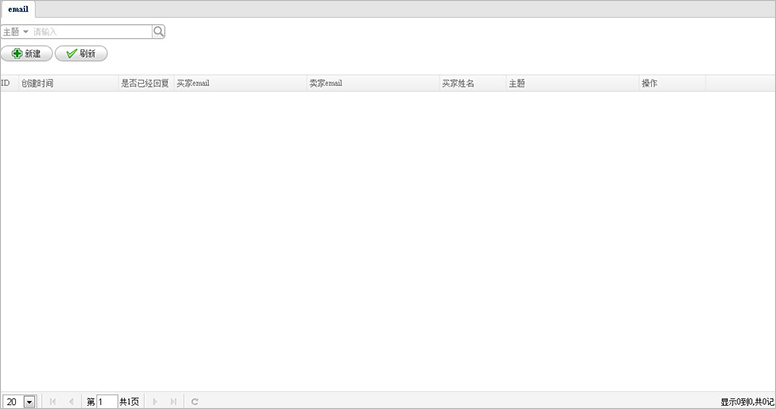 email
主题 请输入
新建 刷新
ID 创建时间 是否已经回复 买家email 卖家email 买家姓名 主题 操作
20 第 1 共1页 显示0到0,共0记